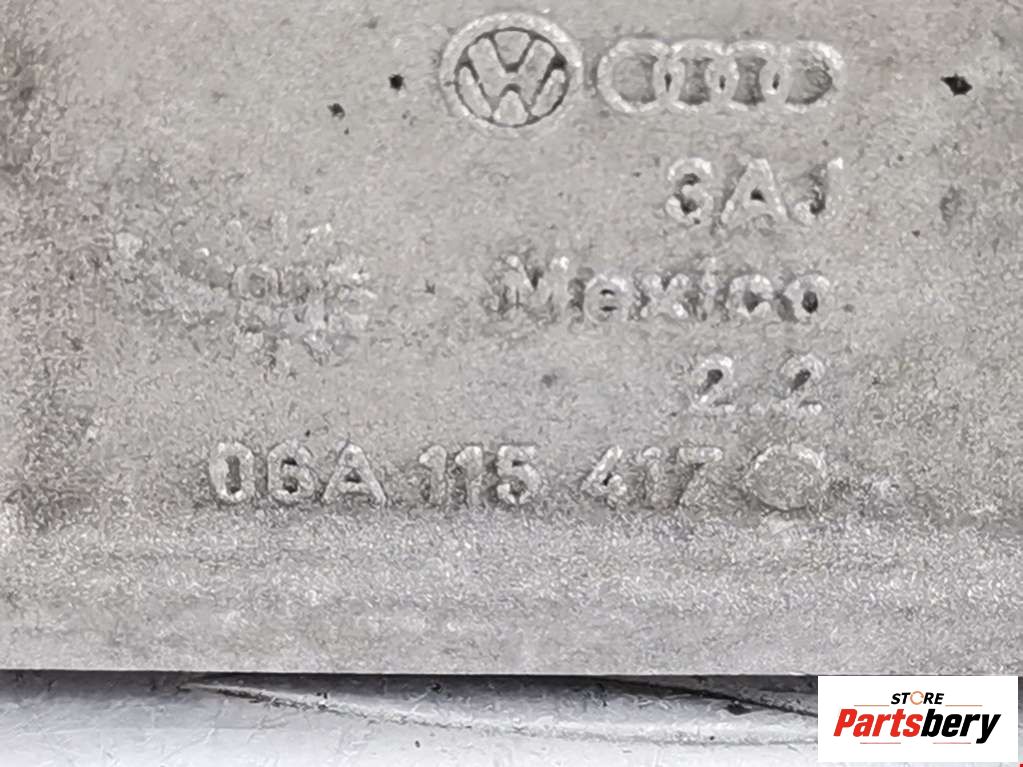 3AJ
Mexico
2.2
06A 115 417
STORE
Partsbery